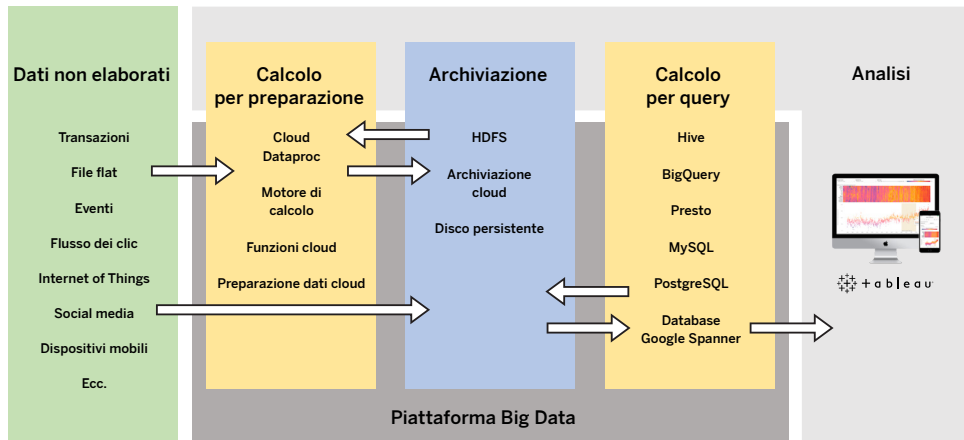 Dati non elaborati
Transazioni
File flat
Eventi
Flusso dei clic
Internet of Things
Social media
Dispositivi mobili
Ecc.
Calcolo
per preparazione
Cloud
Dataproc
Motore di
calcolo
Funzioni cloud
Preparazione dati cloud
Archiviazione
HDFS
Archiviazione
cloud
Disco persistente
Calcolo
per query
Hive
BigQuery
Presto
MySQL
PostgreSQL
Database
Google Spanner
Analisi
+ableau
Piattaforma Big Data